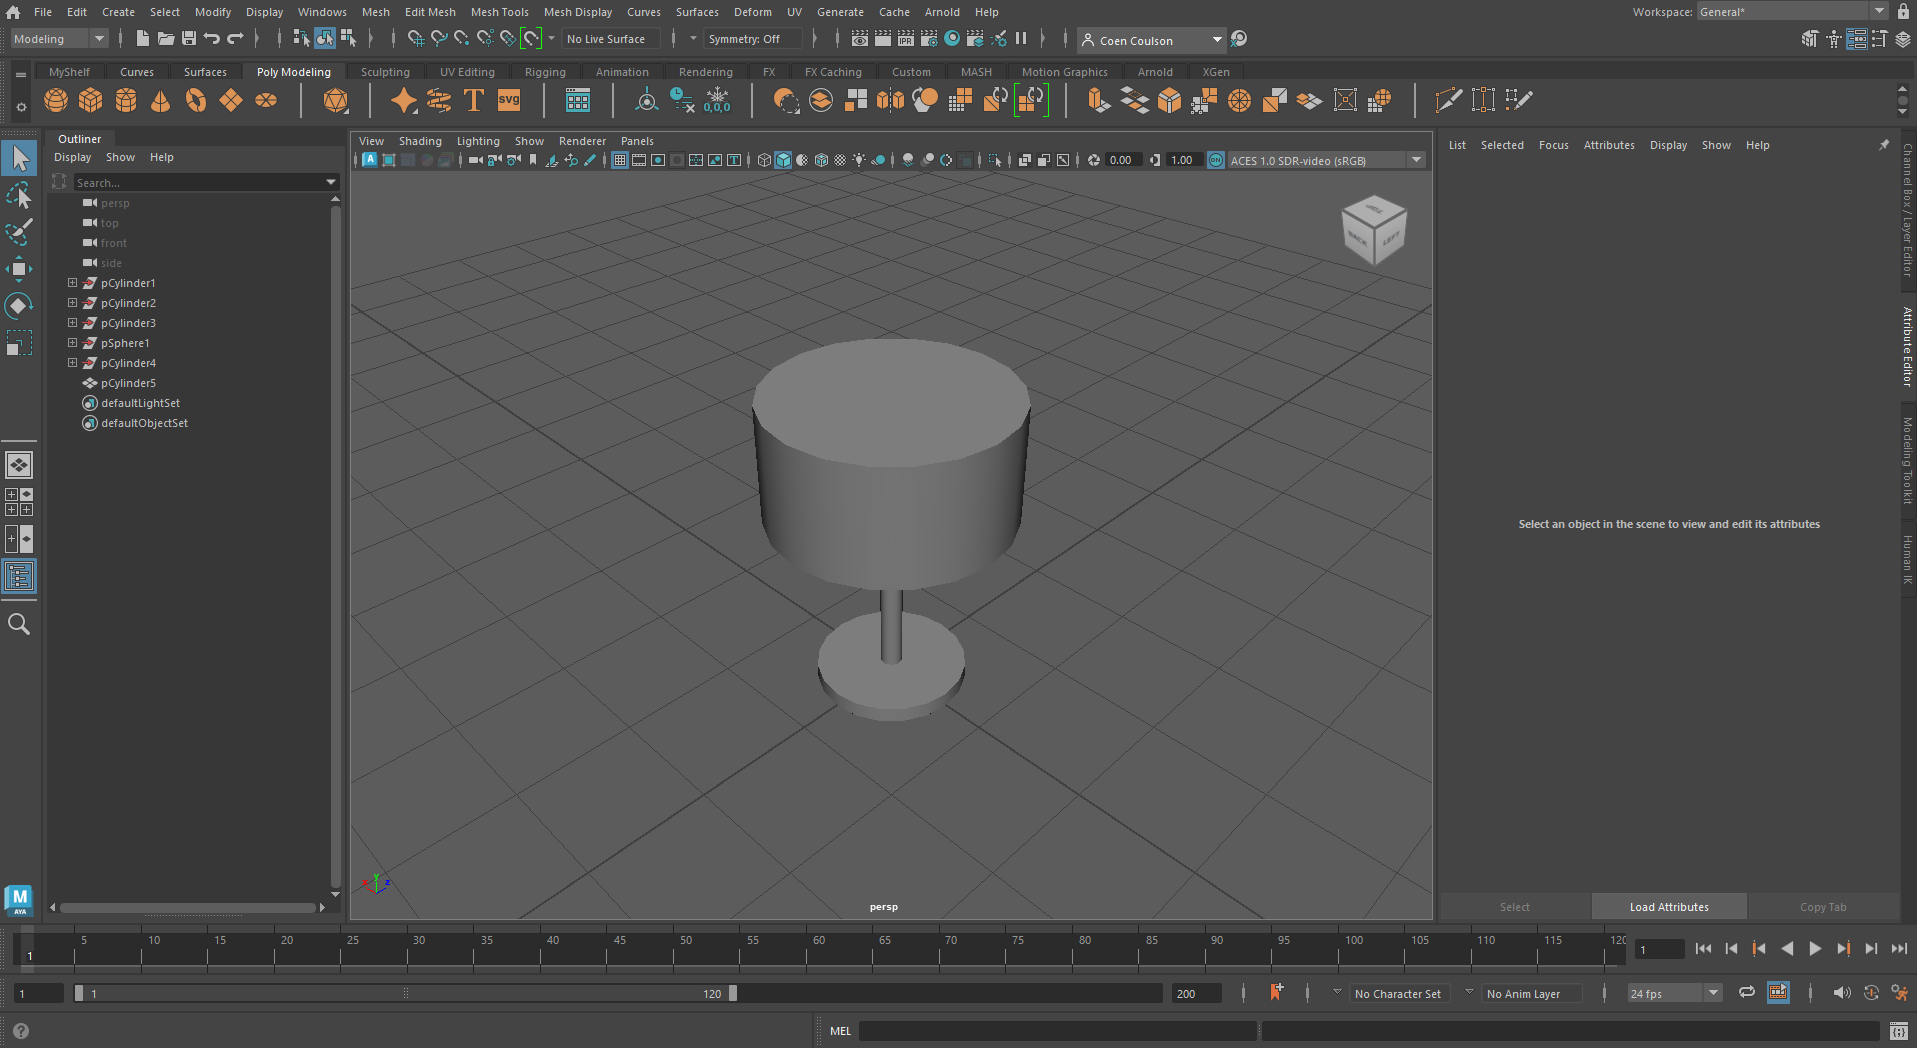 File Edit Create Select Modify Display Windows Mesh Edit Mesh Mesh Tools Mesh Display Curves Surfaces Deform UV Generate Cache Arnold Help
Workspace: General*
Modeling
No Live Surface
Symmetry: Off
Coen Coulson
MyShelf Curves Surfaces Poly Modeling Sculpting UV Editing Rigging Animation Rendering FX FX Caching Custom MASH Motion Graphics Arnold XGen
T
SVG
0,0,0
IPR
Outliner
Display Show Help
Search...
persp
top
front
side
pCylinder1
pCylinder2
pCylinder3
pSphere1
pCylinder4
pCylinder5
defaultLightSet
defaultObjectSet
View Shading Lighting Show Renderer Panels
0.00
1.00
ON
ACES 1.0 SDR-video (sRGB)
BACK
LEFT
persp
y
z
List Selected Focus Attributes Display Show Help
Select an object in the scene to view and edit its attributes
Select
Load Attributes
Copy Tab
Channel Box / Layer Editor
Attribute Editor
Modeling Toolkit
Human IK
M
AYA
5 10 15 20 25 30 35 40 45 50 55 60 65 70 75 80 85 90 95 100 105 110 115 120
1
1
1
1
120
200
No Character Set
No Anim Layer
24 fps
MEL